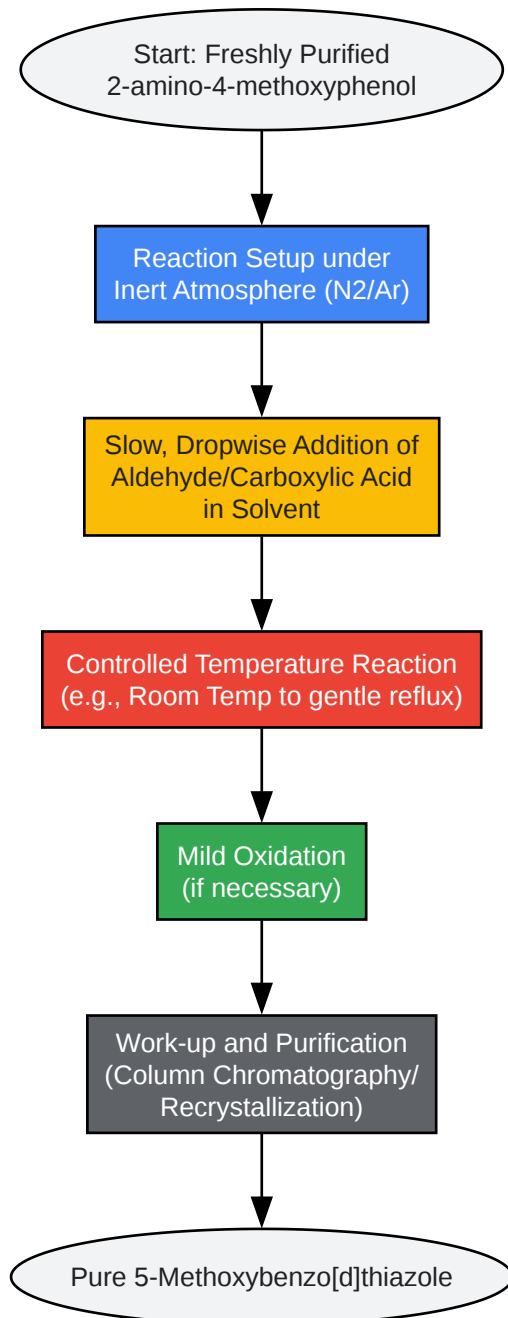 Start: Freshly Purified
2-amino-4-methoxyphenol
Reaction Setup under
Inert Atmosphere (N2/Ar)
Slow, Dropwise Addition of
Aldehyde/Carboxylic Acid
in Solvent
Controlled Temperature Reaction
(e.g., Room Temp to gentle reflux)
Mild Oxidation
(if necessary)
Work-up and Purification
(Column Chromatography/
Recrystallization)
Pure 5-Methoxybenzo[d]thiazole